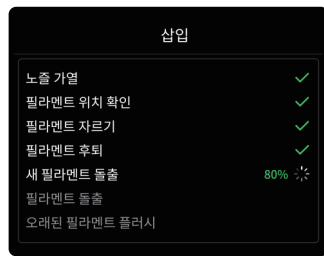 삽입
노즐 가열
필라멘트 위치 확인
필라멘트 자르기
필라멘트 후퇴
새 필라멘트 돌출 80%
필라멘트 돌출
오래된 필라멘트 플러시